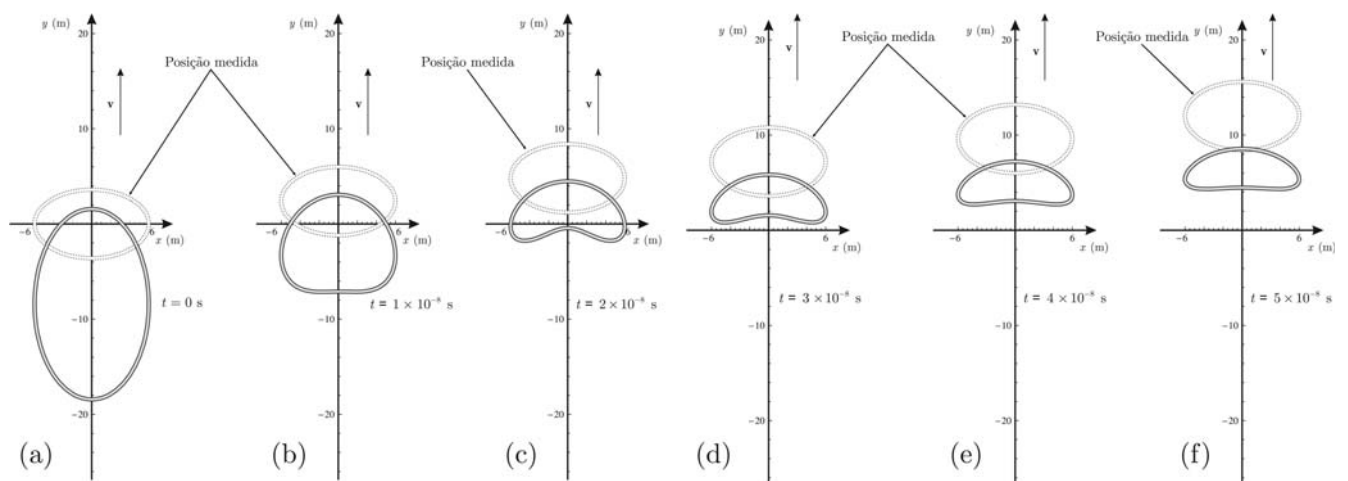 y (m)
20
Posição medida
v
10
-6
6
x (m)
t = 0 s
-10
-20
(a)
y (m)
20
v
10
-6
6
x (m)
t = 1 × 10⁻⁸ s
-10
-20
(b)
y (m)
20
Posição medida
v
10
-6
6
x (m)
t = 2 × 10⁻⁸ s
-10
-20
(c)
y (m)
20
v
Posição medida
10
-6
6
x (m)
t = 3 × 10⁻⁸ s
-10
-20
(d)
y (m)
20
v
10
-6
6
x (m)
t = 4 × 10⁻⁸ s
-10
-20
(e)
y (m)
20
v
Posição medida
10
-6
6
x (m)
t = 5 × 10⁻⁸ s
-10
-20
(f)